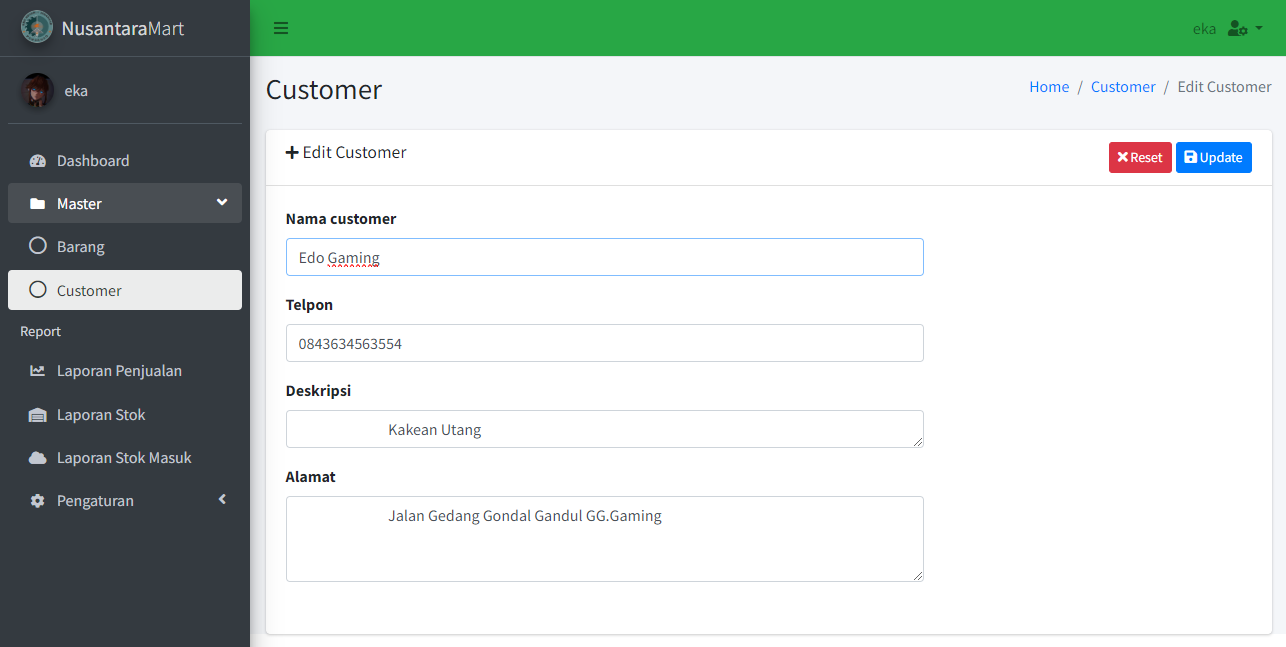 NusantaraMart
eka
eka
Dashboard
Master
Barang
Customer
Report
Laporan Penjualan
Laporan Stok
Laporan Stok Masuk
Pengaturan
Customer
Home / Customer / Edit Customer
Edit Customer
Reset Update
Nama customer
Edo Gaming
Telpon
0843634563554
Deskripsi
Kakean Utang
Alamat
Jalan Gedang Gondal Gandul GG.Gaming